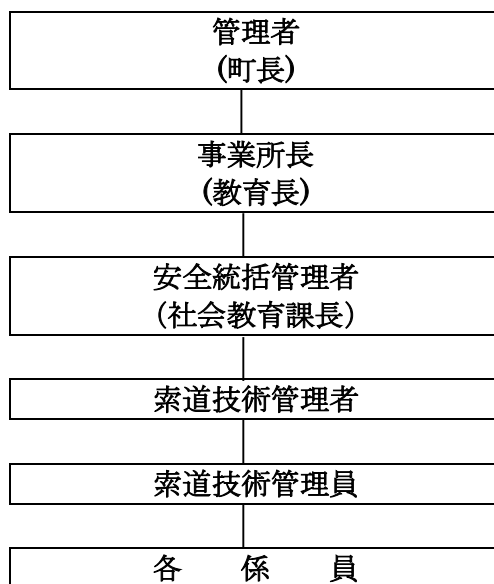 管理者
(町長)
事業所長
(教育長)
安全統括管理者
(社会教育課長)
索道技術管理者
索道技術管理員
各　係　員